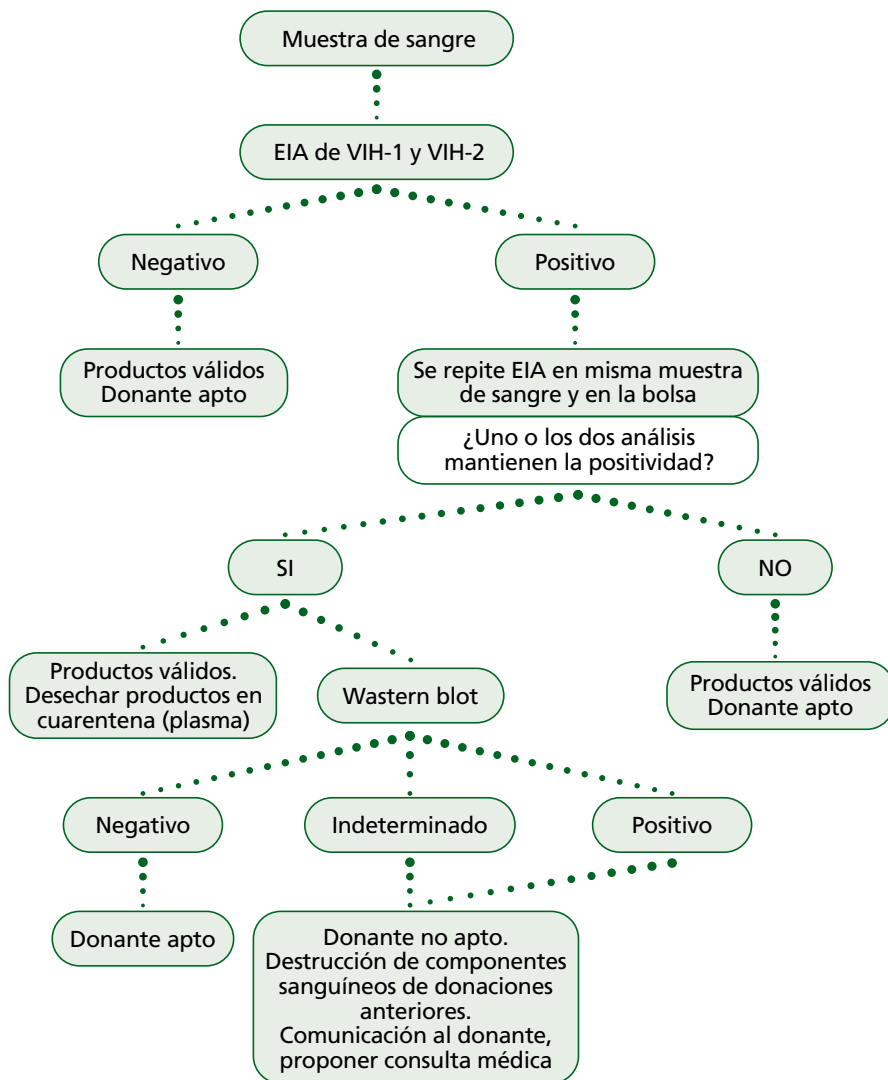 Muestra de sangre
EIA de VIH-1 y VIH-2
Negativo
Positivo
Productos válidos
Donante apto
Se repite EIA en misma muestra
de sangre y en la bolsa
¿Uno o los dos análisis
mantienen la positividad?
SI
NO
Productos válidos.
Desechar productos en
cuarentena (plasma)
Wastern blot
Productos válidos
Donante apto
Negativo
Indeterminado
Positivo
Donante apto
Donante no apto.
Destrucción de componentes
sanguíneos de donaciones
anteriores.
Comunicación al donante,
proponer consulta médica